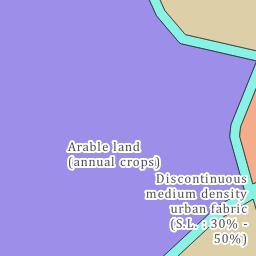 Arable land
(annual crops)
Discontinuous
medium density
urban fabric
(S.L. : 30% -
50%)